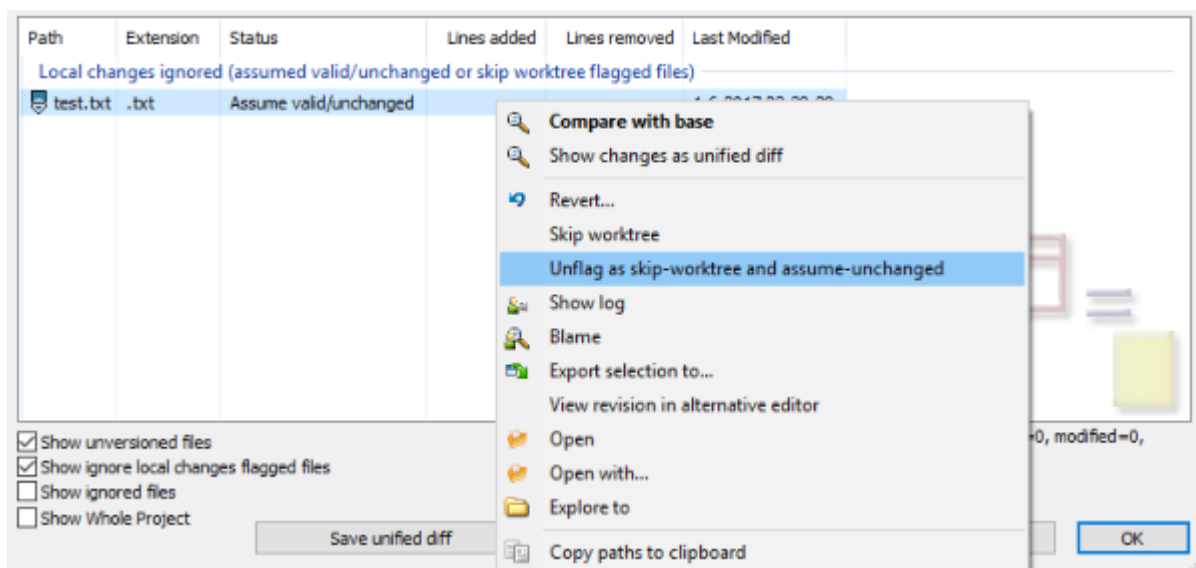 Path Extension Status Lines added Lines removed Last Modified
Local changes ignored (assumed valid/unchanged or skip worktree flagged files)
test.txt .txt Assume valid/unchanged
Compare with base
Show changes as unified diff
Revert...
Skip worktree
Unflag as skip-worktree and assume-unchanged
Show log
Blame
Export selection to...
View revision in alternative editor
Open
Open with...
Explore to
Copy paths to clipboard
Show unversioned files
Show ignore local changes flagged files
Show ignored files
Show Whole Project
=0, modified=0,
Save unified diff
OK